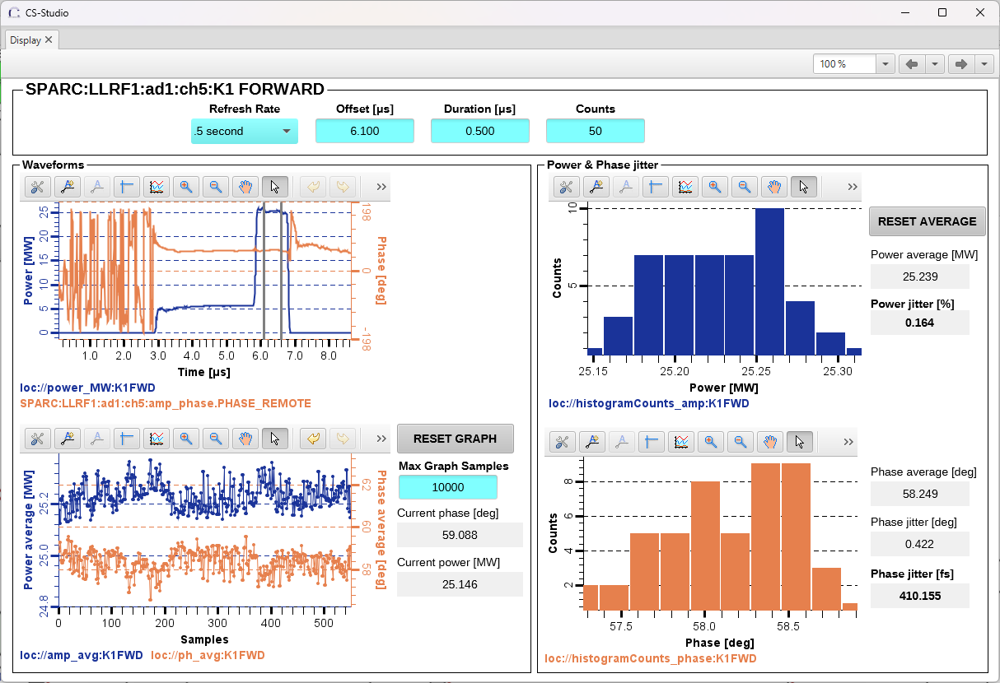 CS-Studio
Display
100 %
SPARC:LLRF1:ad1:ch5:K1 FORWARD
Refresh Rate Offset [µs] Duration [µs] Counts
.5 second 6.100 0.500 50
Waveforms
25
20
15
10
5
0
Power [MW]
198
0
-198
Phase [deg]
1.0 2.0 3.0 4.0 5.0 6.0 7.0 8.0
Time [µs]
loc://power_MW:K1FWD
SPARC:LLRF1:ad1:ch5:amp_phase.PHASE_REMOTE
25.2
25.0
24.8
Power average [MW]
62
60
58
Phase average [deg]
0 100 200 300 400 500
Samples
loc://amp_avg:K1FWD loc://ph_avg:K1FWD
RESET GRAPH
Max Graph Samples
10000
Current phase [deg]
59.088
Current power [MW]
25.146
Power & Phase jitter
10
5
Counts
25.15 25.20 25.25 25.30
Power [MW]
loc://histogramCounts_amp:K1FWD
RESET AVERAGE
Power average [MW]
25.239
Power jitter [%]
0.164
8
6
4
2
Counts
57.5 58.0 58.5
Phase [deg]
loc://histogramCounts_phase:K1FWD
Phase average [deg]
58.249
Phase jitter [deg]
0.422
Phase jitter [fs]
410.155